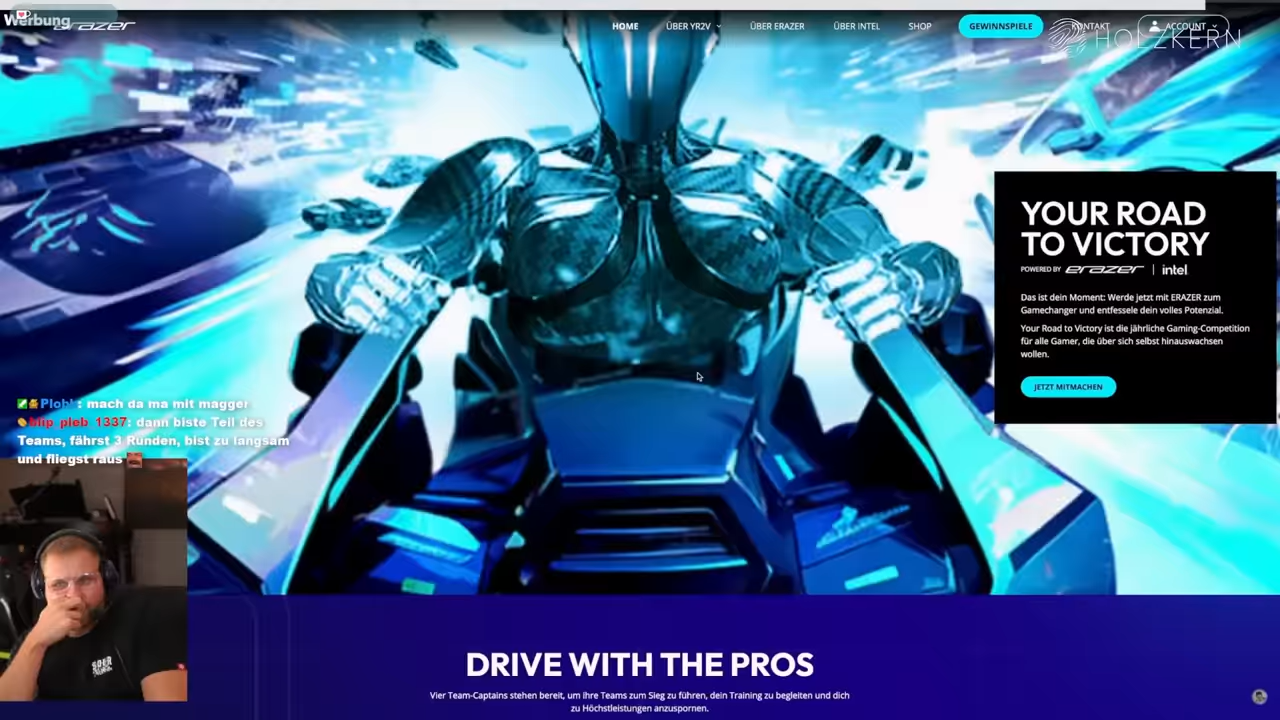 Werbung
erazer
HOME
ÜBER YR2V
ÜBER ERAZER
ÜBER INTEL
SHOP
GEWINNSPIELE
KONTAKT
ACCOUNT
HOLZKERN
YOUR ROAD
TO VICTORY
POWERED BY erazer | intel
Das ist dein Moment: Werde jetzt mit ERAZER zum
Gamechanger und entfessele dein volles Potenzial.
Your Road to Victory ist die jährliche Gaming-Competition
für alle Gamer, die über sich selbst hinauswachsen
wollen.
JETZT MITMACHEN
: mach da ma mit magger
pleb_1337: dann biste Teil des
Teams, fährst 3 Runden, bist zu langsam
und fliegst raus
DRIVE WITH THE PROS
Vier Team-Captains stehen bereit, um ihre Teams zum Sieg zu führen, dein Training zu begleiten und dich
zu Höchstleistungen anzuspornen.